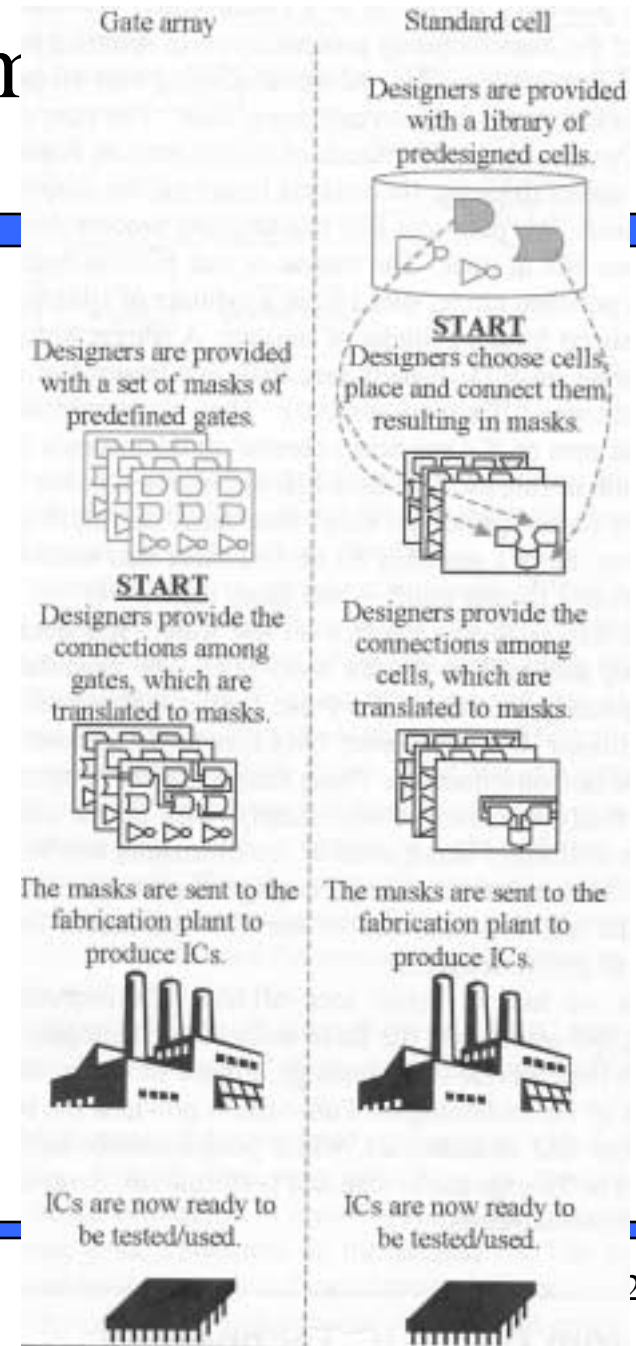 Gate array
Designers are provided
with a set of masks of
predefined gates.
START
Designers provide the
connections among
gates, which are
translated to masks.
The masks are sent to the
fabrication plant to
produce ICs.
ICs are now ready to
be tested/used.
Standard cell
Designers are provided
with a library of
predesigned cells.
START
Designers choose cells,
place and connect them,
resulting in masks.
Designers provide the
connections among
cells, which are
translated to masks.
The masks are sent to the
fabrication plant to
produce ICs.
ICs are now ready to
be tested/used.